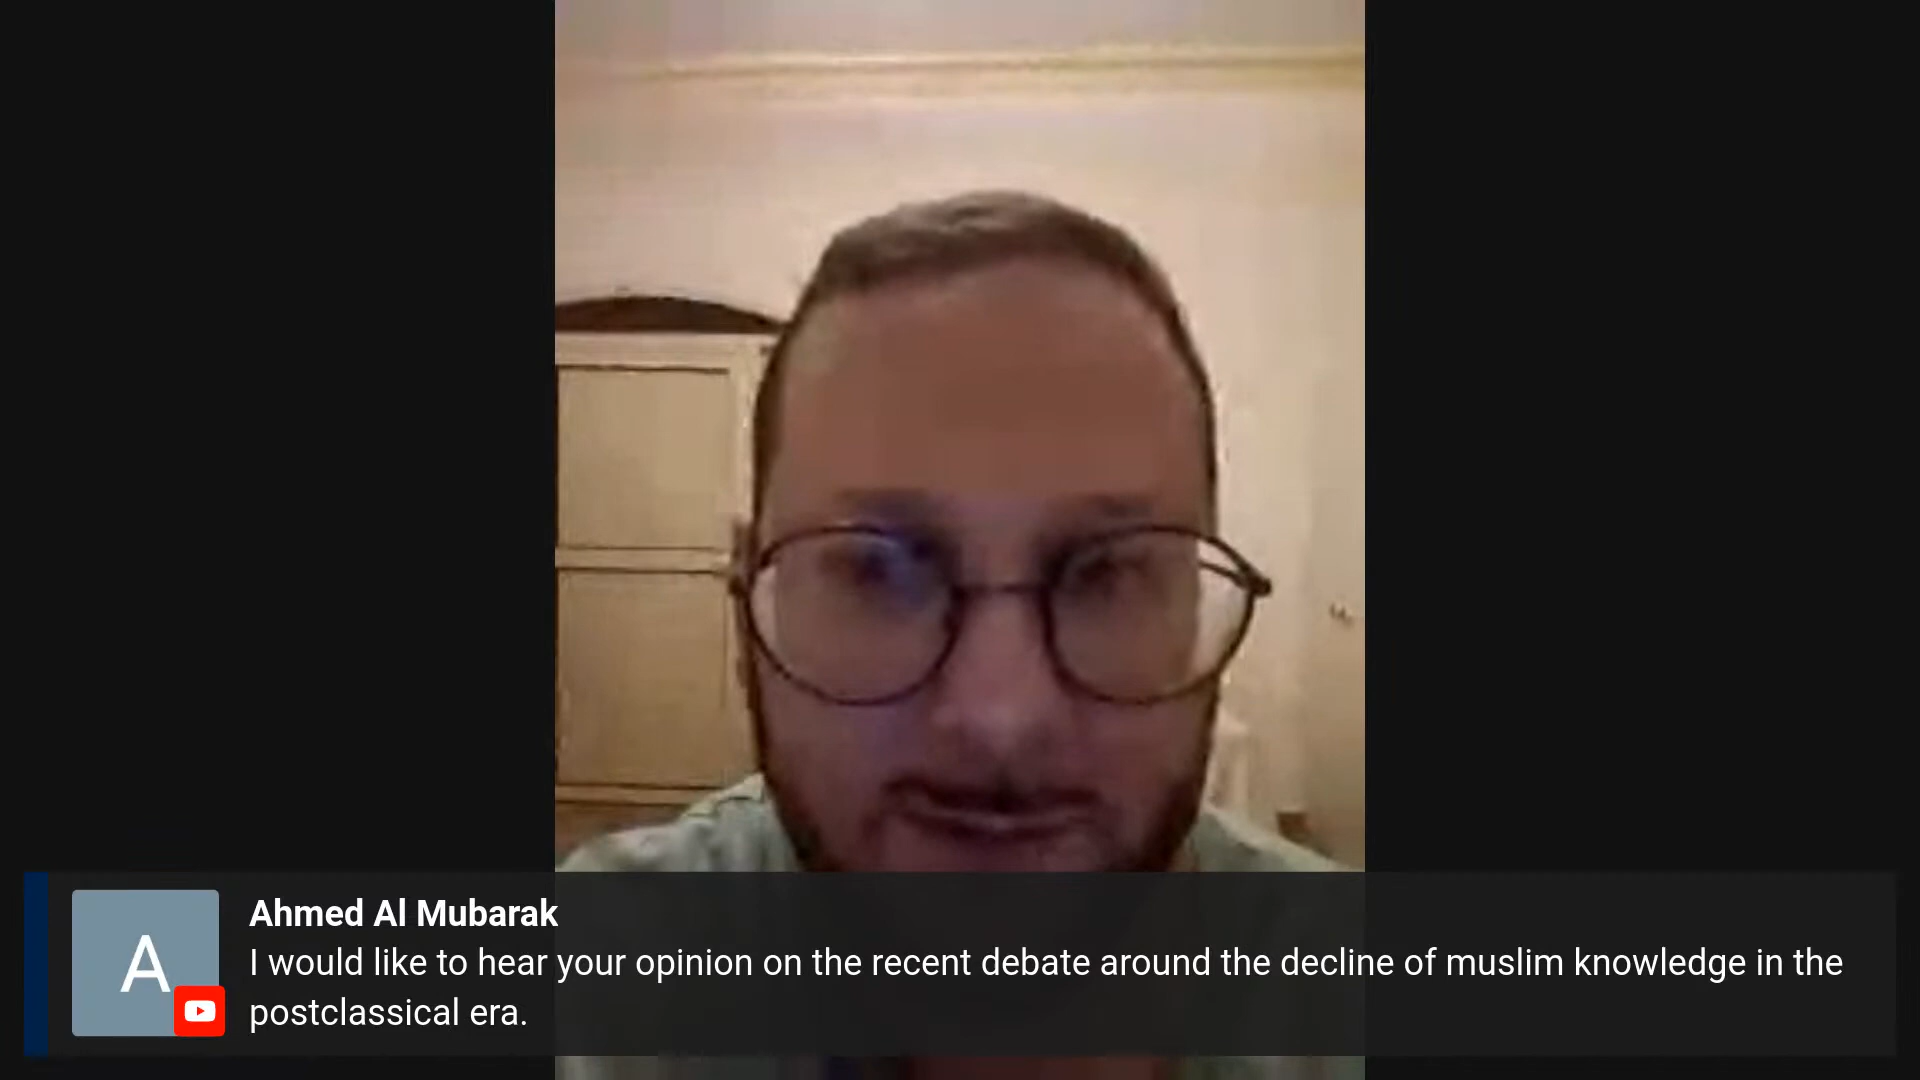 A
Ahmed Al Mubarak
I would like to hear your opinion on the recent debate around the decline of muslim knowledge in the
postclassical era.